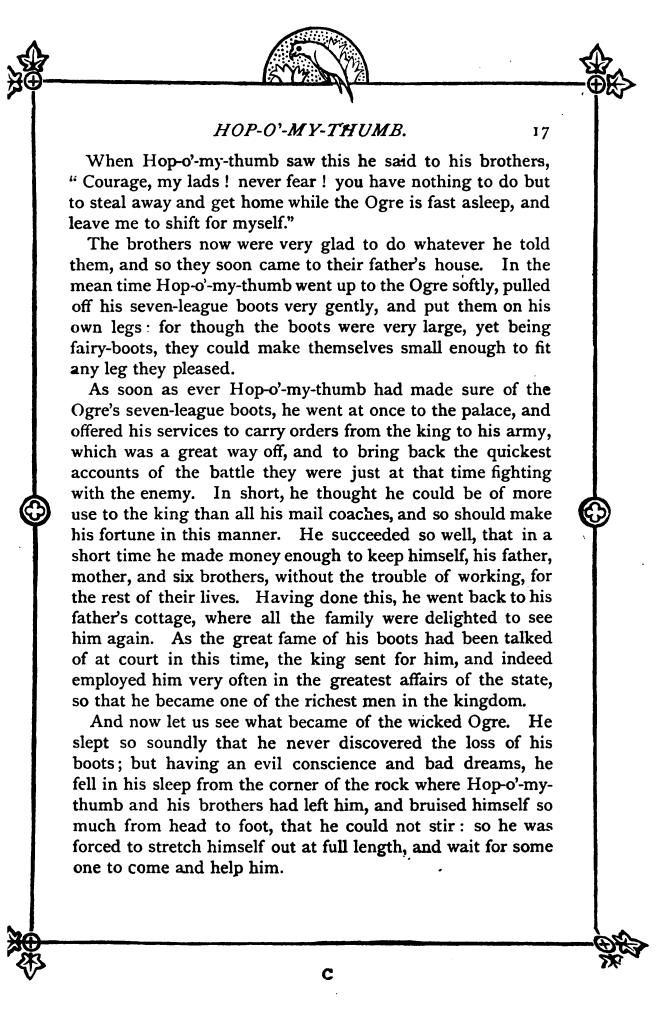 HOP-O'-MY-THUMB. 17
When Hop-o'-my-thumb saw this he said to his brothers,
“ Courage, my lads ! never fear ! you have nothing to do but
to steal away and get home while the Ogre is fast asleep, and
leave me to shift for myself.”
The brothers now were very glad to do whatever he told
them, and so they soon came to their father's house. In the
mean time Hop-o'-my-thumb went up to the Ogre softly, pulled
off his seven-league boots very gently, and put them on his
own legs : for though the boots were very large, yet being
fairy-boots, they could make themselves small enough to fit
any leg they pleased.
As soon as ever Hop-o'-my-thumb had made sure of the
Ogre's seven-league boots, he went at once to the palace, and
offered his services to carry orders from the king to his army,
which was a great way off, and to bring back the quickest
accounts of the battle they were just at that time fighting
with the enemy. In short, he thought he could be of more
use to the king than all his mail coaches, and so should make
his fortune in this manner. He succeeded so well, that in a
short time he made money enough to keep himself, his father,
mother, and six brothers, without the trouble of working, for
the rest of their lives. Having done this, he went back to his
father's cottage, where all the family were delighted to see
him again. As the great fame of his boots had been talked
of at court in this time, the king sent for him, and indeed
employed him very often in the greatest affairs of the state,
so that he became one of the richest men in the kingdom.
And now let us see what became of the wicked Ogre. He
slept so soundly that he never discovered the loss of his
boots ; but having an evil conscience and bad dreams, he
fell in his sleep from the corner of the rock where Hop-o'-my-
thumb and his brothers had left him, and bruised himself so
much from head to foot, that he could not stir : so he was
forced to stretch himself out at full length, and wait for some
one to come and help him.
C